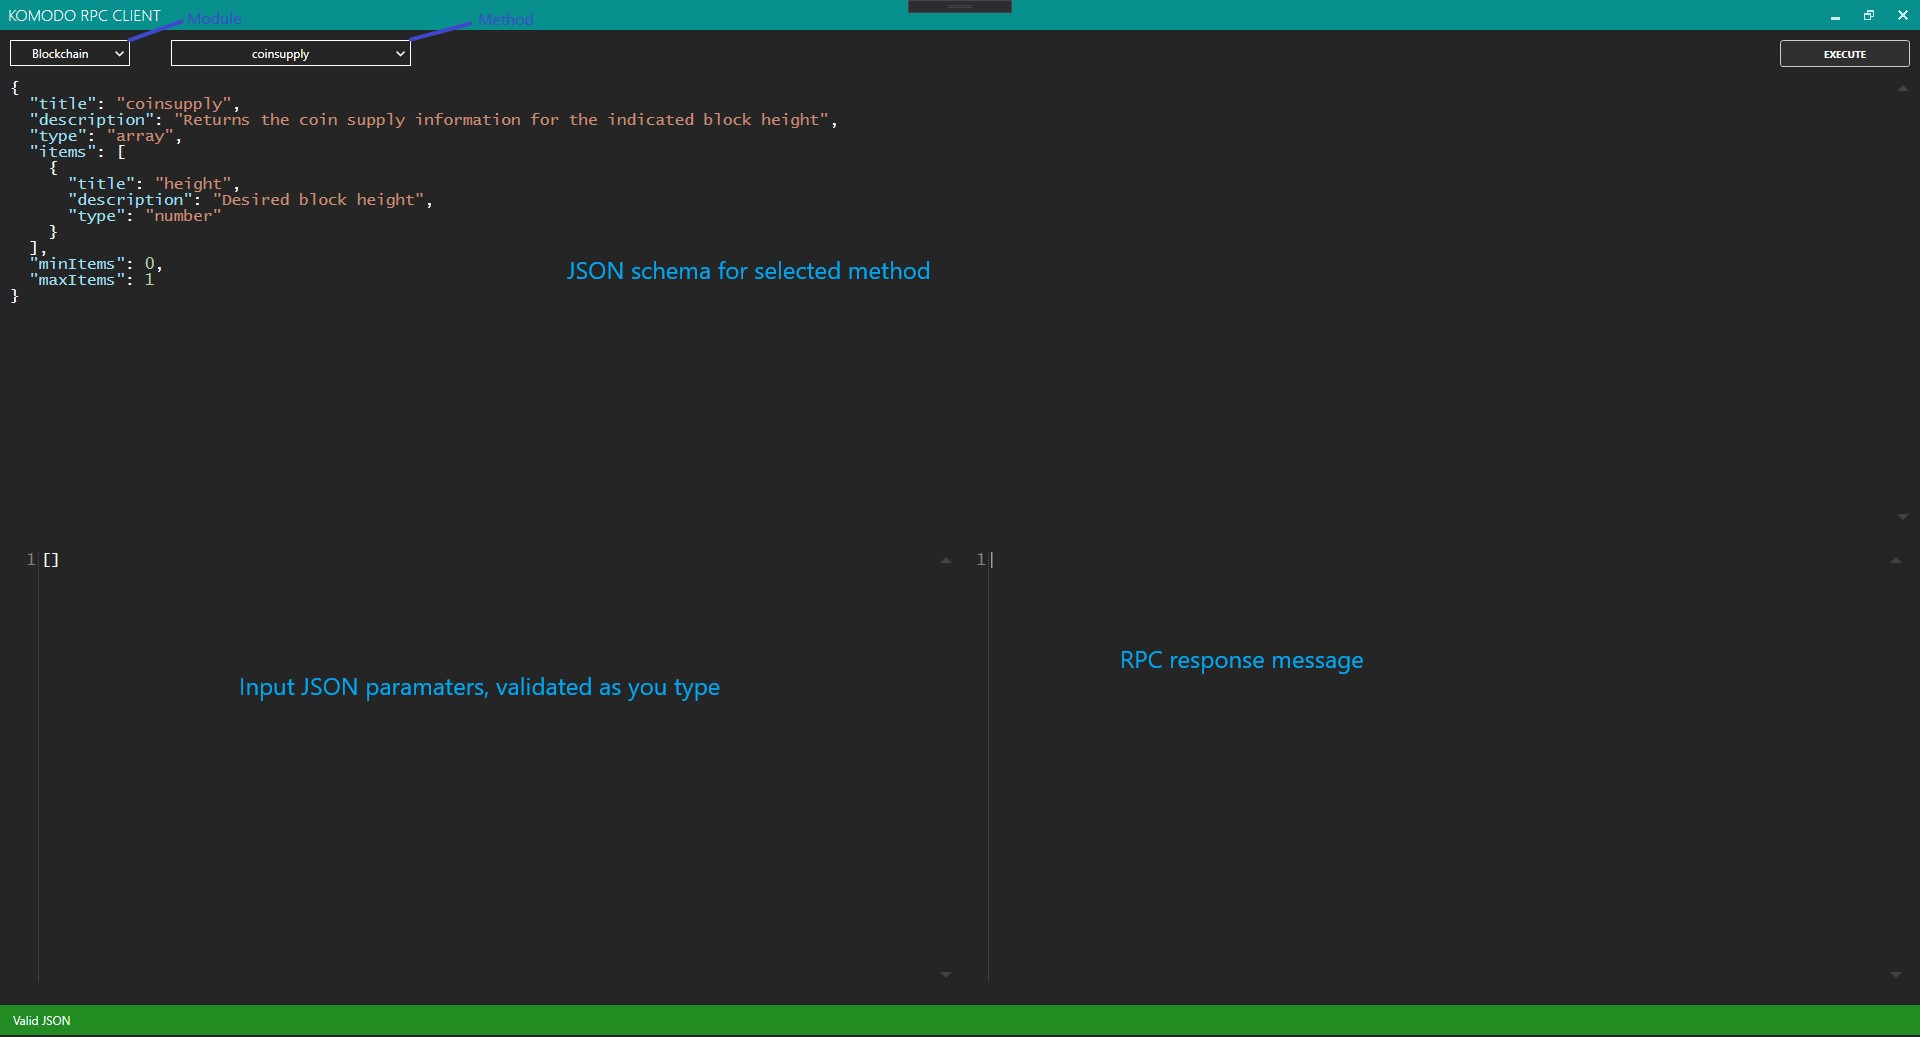 KOMODO RPC CLIENT
Module
Method
Blockchain
coinsupply
EXECUTE
{
"title": "coinsupply",
"description": "Returns the coin supply information for the indicated block height",
"type": "array",
"items": [
{
"title": "height",
"description": "Desired block height",
"type": "number"
}
],
"minItems": 0,
"maxItems": 1
}
JSON schema for selected method
1 []
1
Input JSON paramaters, validated as you type
RPC response message
Valid JSON